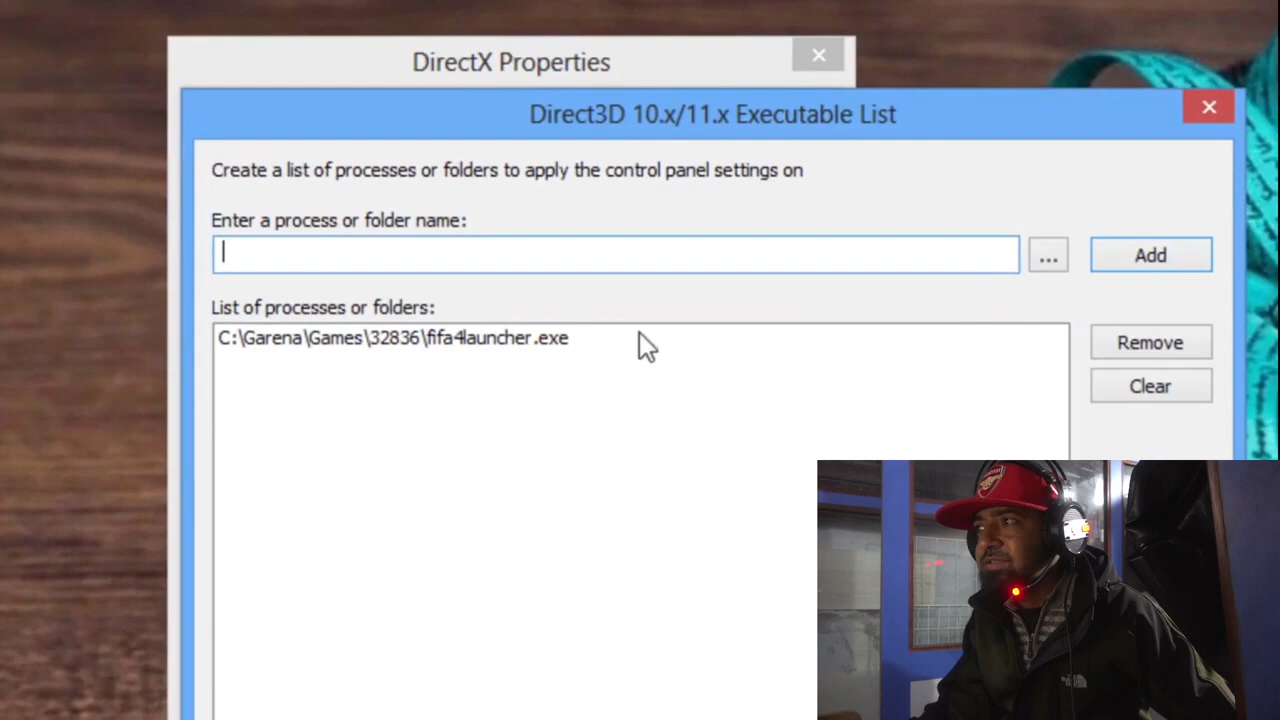 DirectX Properties
Direct3D 10.x/11.x Executable List
Create a list of processes or folders to apply the control panel settings on
Enter a process or folder name:
... Add
List of processes or folders:
C:\Garena\Games\32836\fifa4launcher.exe
Remove
Clear